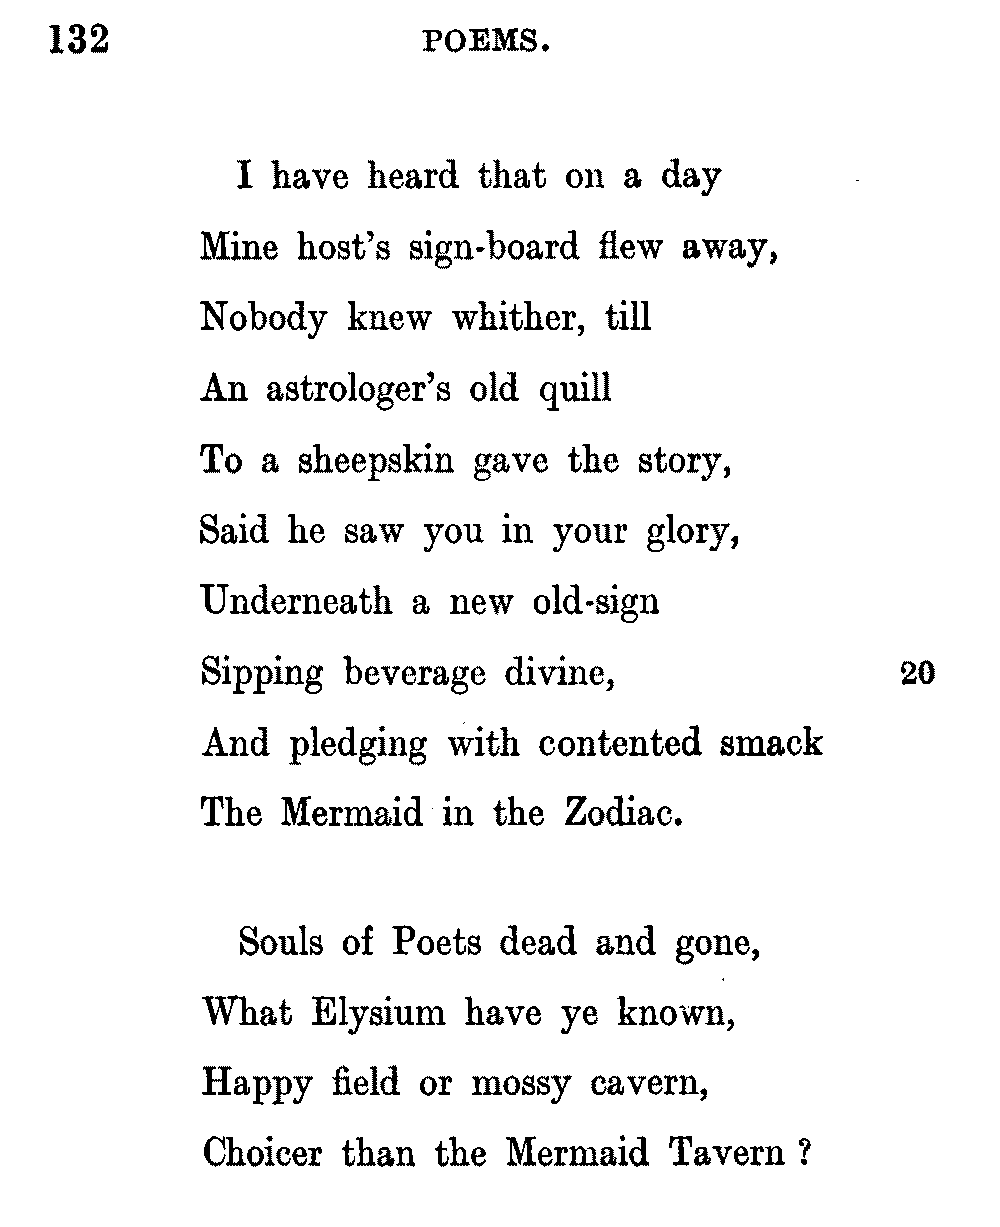 132 POEMS.
I have heard that on a day
Mine host's sign-board flew away,
Nobody knew whither, till
An astrologer's old quill
To a sheepskin gave the story,
Said he saw you in your glory,
Underneath a new old-sign
Sipping beverage divine, 20
And pledging with contented smack
The Mermaid in the Zodiac.
Souls of Poets dead and gone,
What Elysium have ye known,
Happy field or mossy cavern,
Choicer than the Mermaid Tavern ?